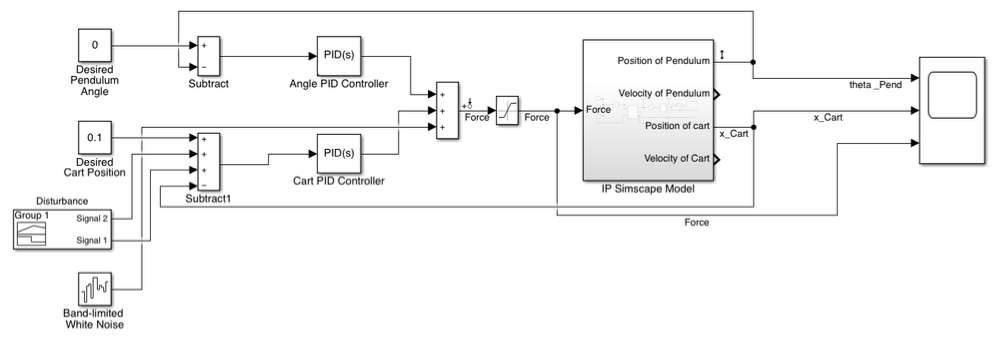 0
Desired
Pendulum
Angle
+
−
Subtract
PID(s)
Angle PID Controller
0.1
Desired
Cart Position
+
+
+
−
Subtract1
PID(s)
Cart PID Controller
Disturbance
Group 1
Signal 2
Signal 1
Band-limited
White Noise
+
+
+
Force
Force
Force
Position of Pendulum
Velocity of Pendulum
Position of cart
Velocity of Cart
IP Simscape Model
x_Cart
theta _Pend
x_Cart
Force